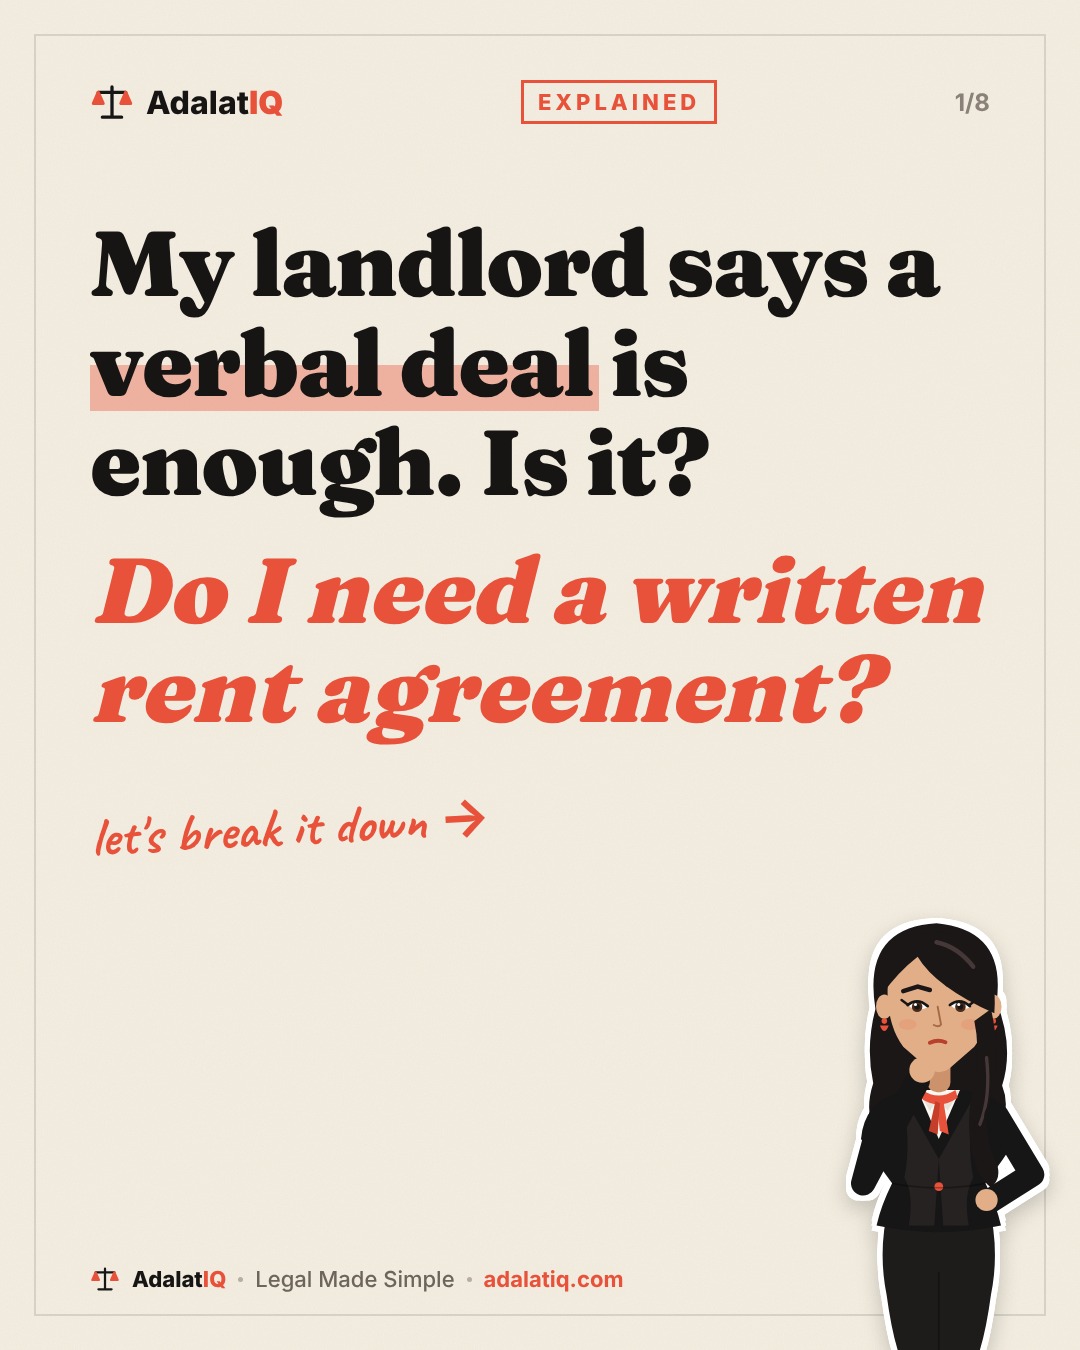 AdalatIQ
EXPLAINED
1/8
My landlord says a
verbal deal is
enough. Is it?
Do I need a written
rent agreement?
let's break it down →
AdalatIQ • Legal Made Simple • adalatiq.com